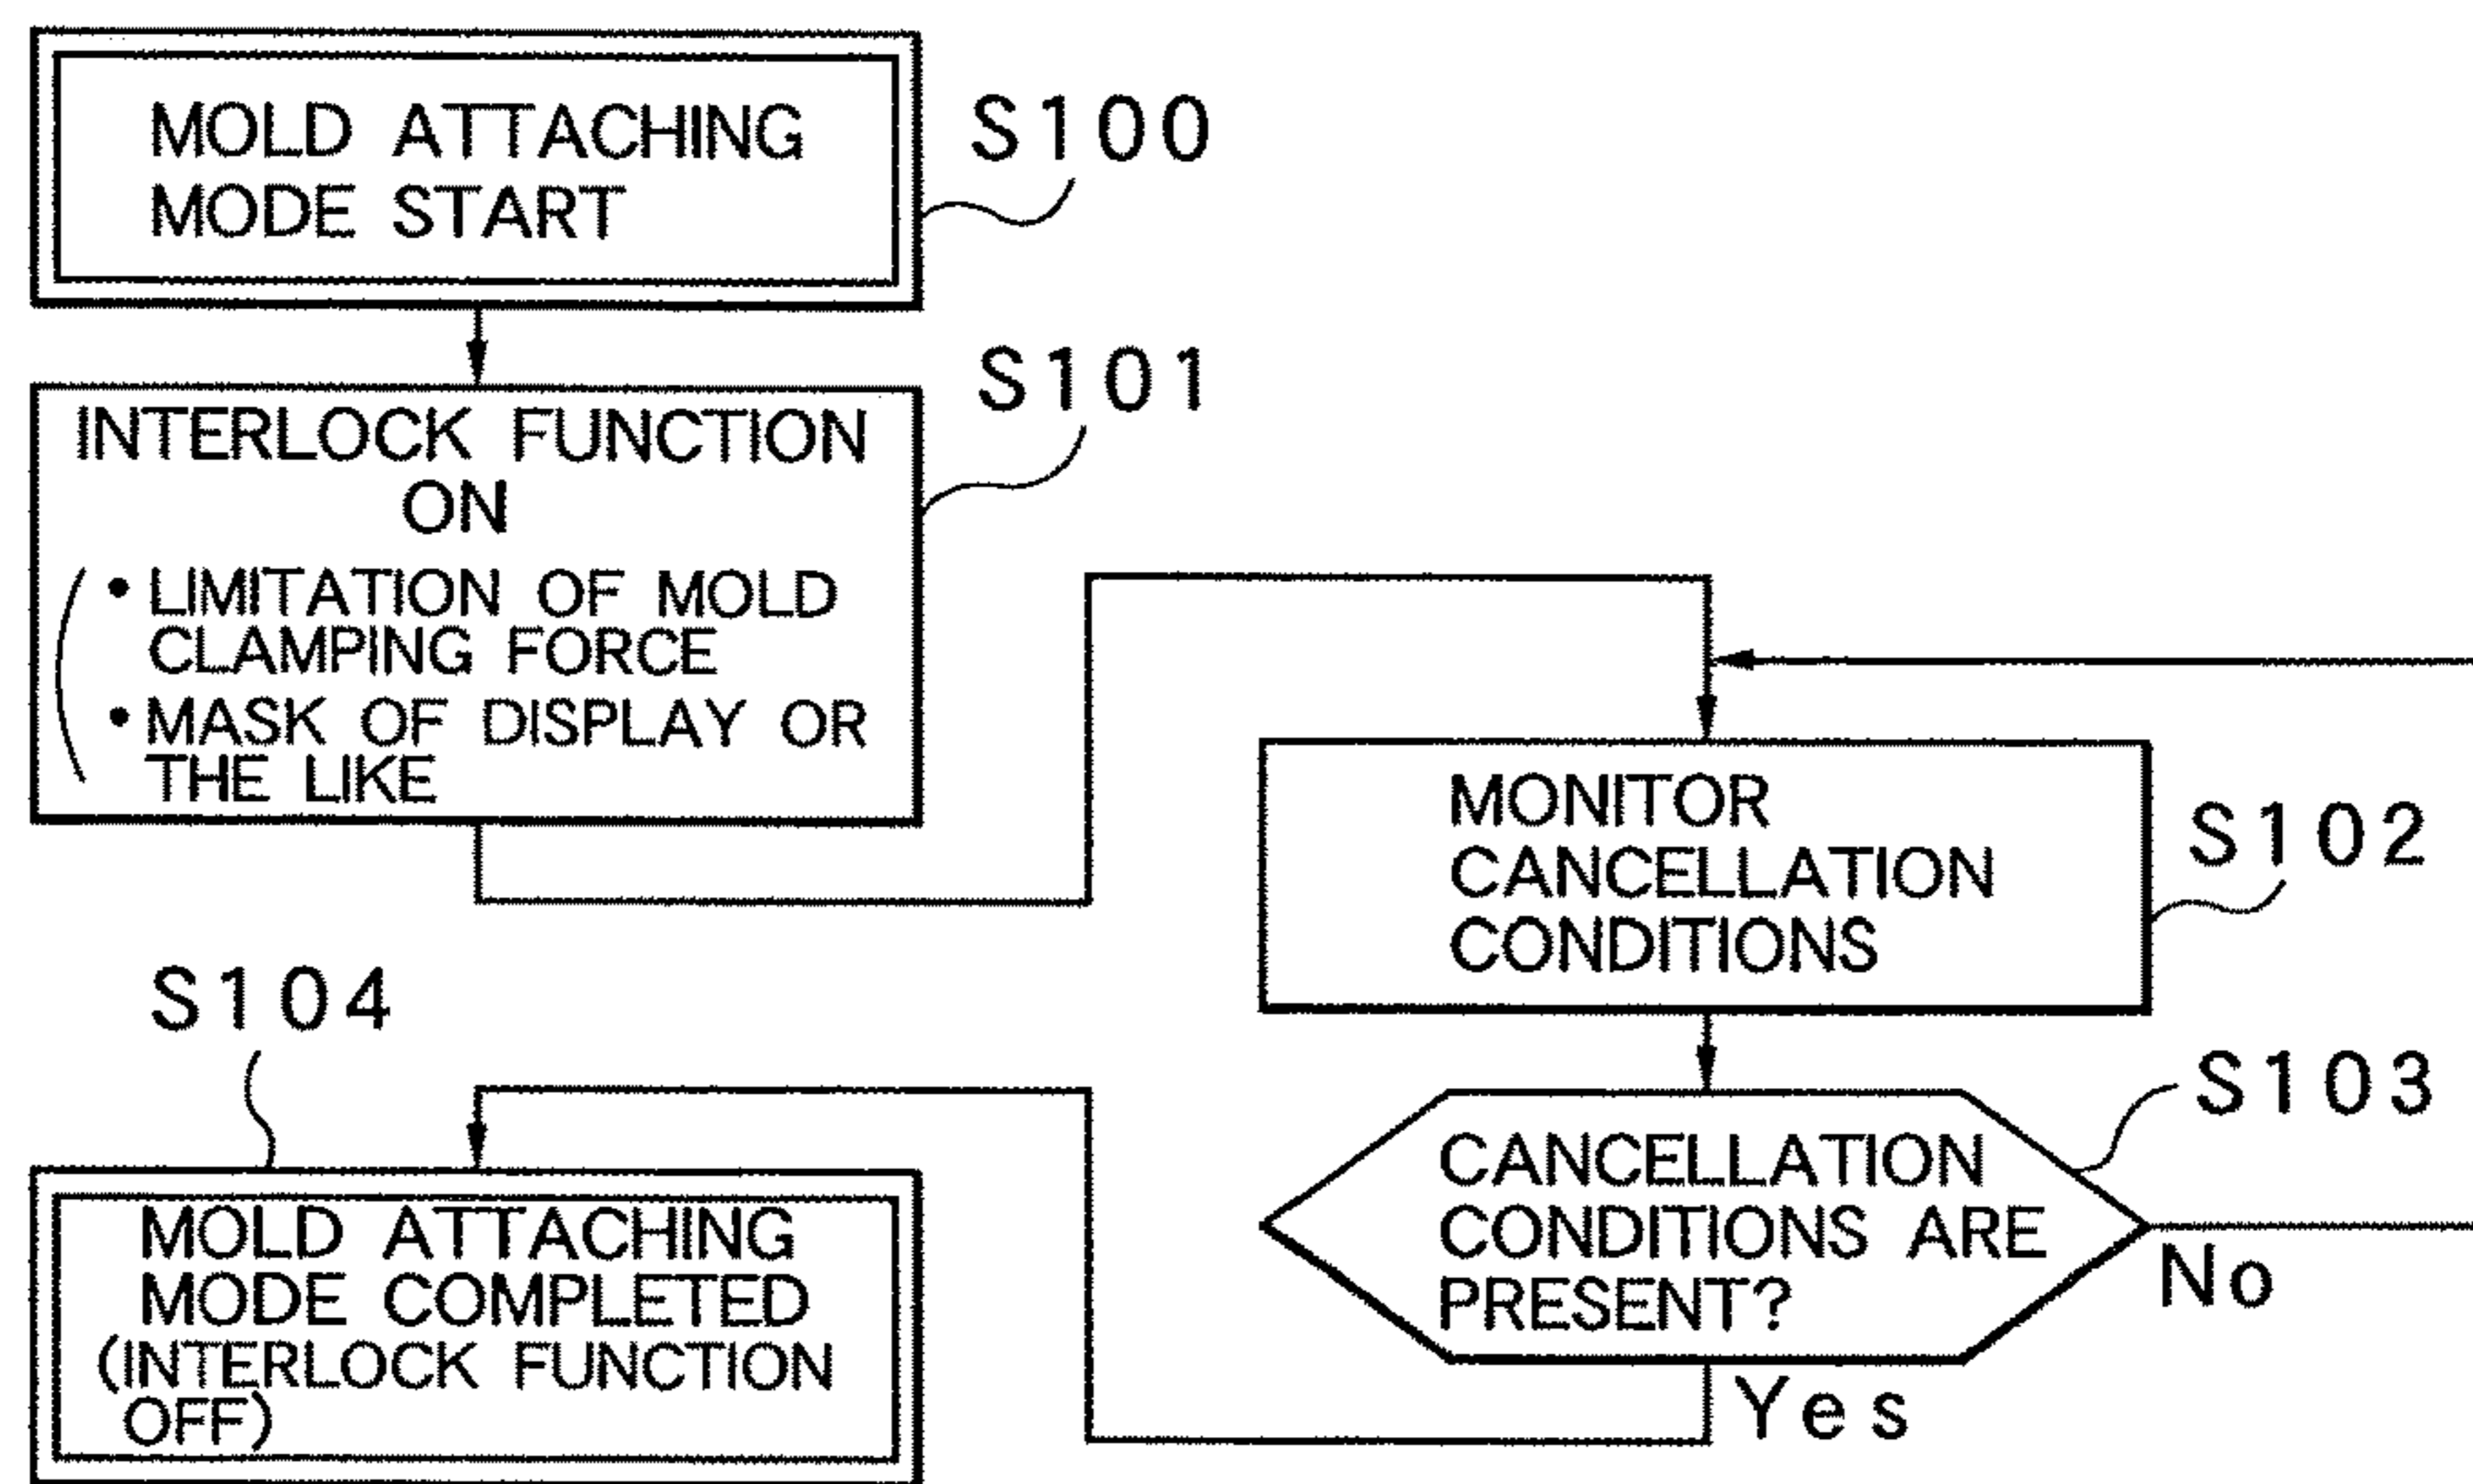 MOLD ATTACHING
MODE START
S100
INTERLOCK FUNCTION
ON
• LIMITATION OF MOLD
CLAMPING FORCE
• MASK OF DISPLAY OR
THE LIKE
S101
MONITOR
CANCELLATION
CONDITIONS
S102
CANCELLATION
CONDITIONS ARE
PRESENT?
S103
No
Yes
S104
MOLD ATTACHING
MODE COMPLETED
(INTERLOCK FUNCTION
OFF)